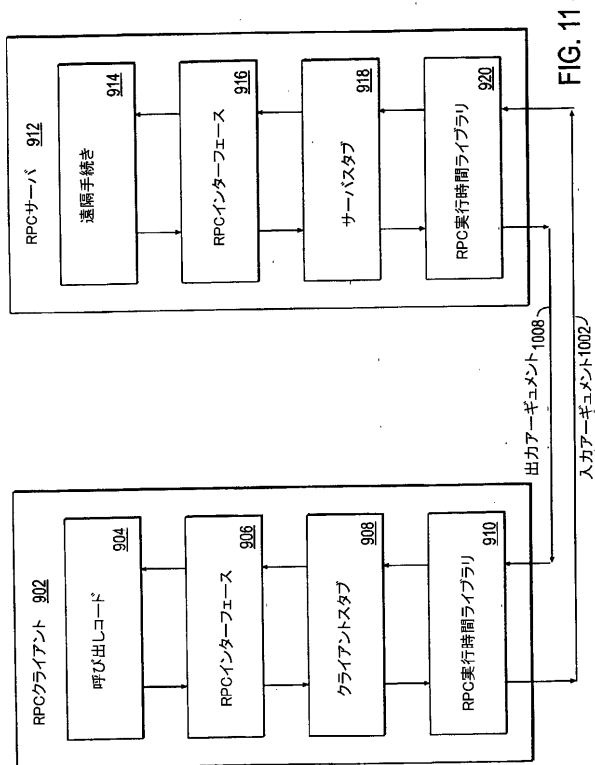 RPCクライアント 902
呼び出しコード
904
RPCインターフェース
906
クライアントスタブ
908
RPC実行時間ライブラリ
910
RPCサーバ 912
遠隔手続き
914
RPCインターフェース
916
サーバスタブ
918
RPC実行時間ライブラリ
920
出力アーギュメント 1008
入力アーギュメント 1002
FIG. 11